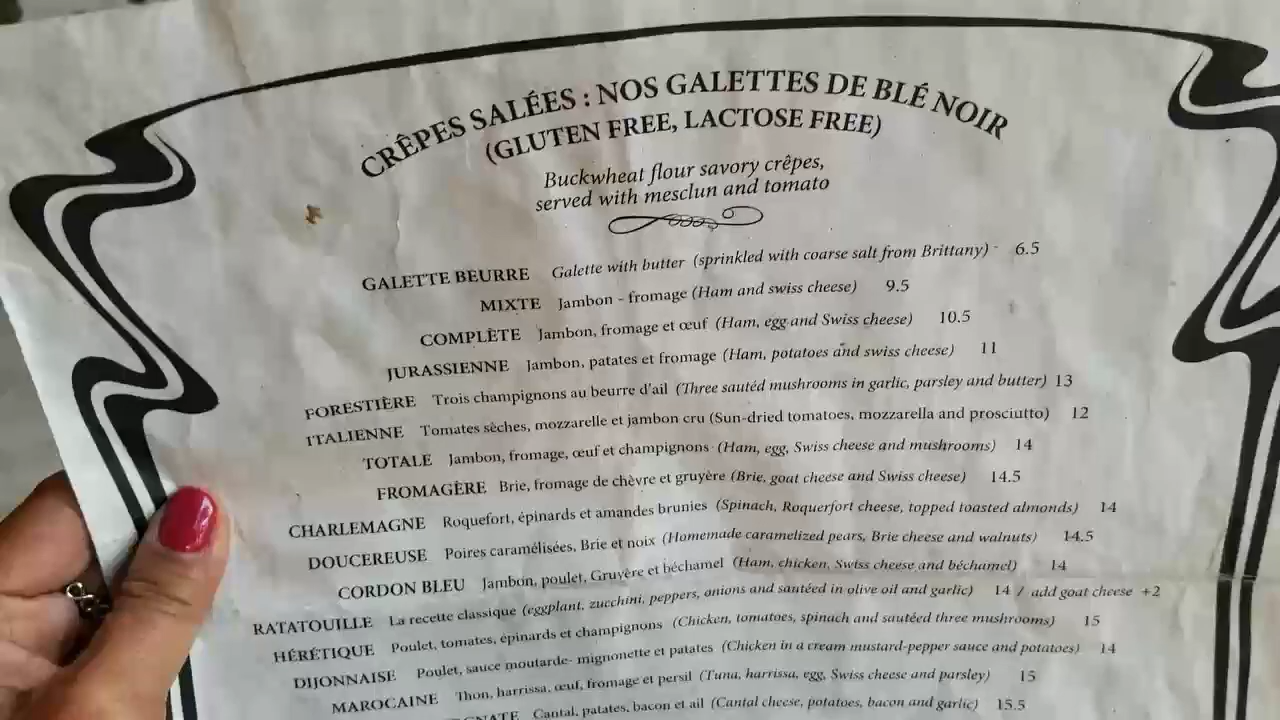 CRÊPES SALÉES : NOS GALETTES DE BLÉ NOIR
(GLUTEN FREE, LACTOSE FREE)
Buckwheat flour savory crêpes,
served with mesclun and tomato
GALETTE BEURRE Galette with butter (sprinkled with coarse salt from Brittany) - 6.5
MIXTE Jambon - fromage (Ham and swiss cheese) 9.5
COMPLÈTE Jambon, fromage et œuf (Ham, egg and Swiss cheese) 10.5
JURASSIENNE Jambon, patates et fromage (Ham, potatoes and swiss cheese) 11
FORESTIÈRE Trois champignons au beurre d'ail (Three sautéd mushrooms in garlic, parsley and butter) 13
ITALIENNE Tomates sèches, mozzarelle et jambon cru (Sun-dried tomatoes, mozzarella and prosciutto) 12
TOTALE Jambon, fromage, œuf et champignons (Ham, egg, Swiss cheese and mushrooms) 14
FROMAGÈRE Brie, fromage de chèvre et gruyère (Brie, goat cheese and Swiss cheese) 14.5
CHARLEMAGNE Roquefort, épinards et amandes brunies (Spinach, Roquerfort cheese, topped toasted almonds) 14
DOUCEREUSE Poires caramélisées, Brie et noix (Homemade caramelized pears, Brie cheese and walnuts) 14.5
CORDON BLEU Jambon, poulet, Gruyère et béchamel (Ham, chicken, Swiss cheese and béchamel) 14
RATATOUILLE La recette classique (eggplant, zucchini, peppers, onions and sautéed in olive oil and garlic) 14 / add goat cheese +2
HÉRÉTIQUE Poulet, tomates, épinards et champignons (Chicken, tomatoes, spinach and sautéed three mushrooms) 15
DIJONNAISE Poulet, sauce moutarde- mignonette et patates (Chicken in a cream mustard-pepper sauce and potatoes) 14
MAROCAINE Thon, harrissa, œuf, fromage et persil (Tuna, harrissa, egg, Swiss cheese and parsley) 15
Cantal, patates, bacon et ail (Cantal cheese, potatoes, bacon and garlic) 15.5